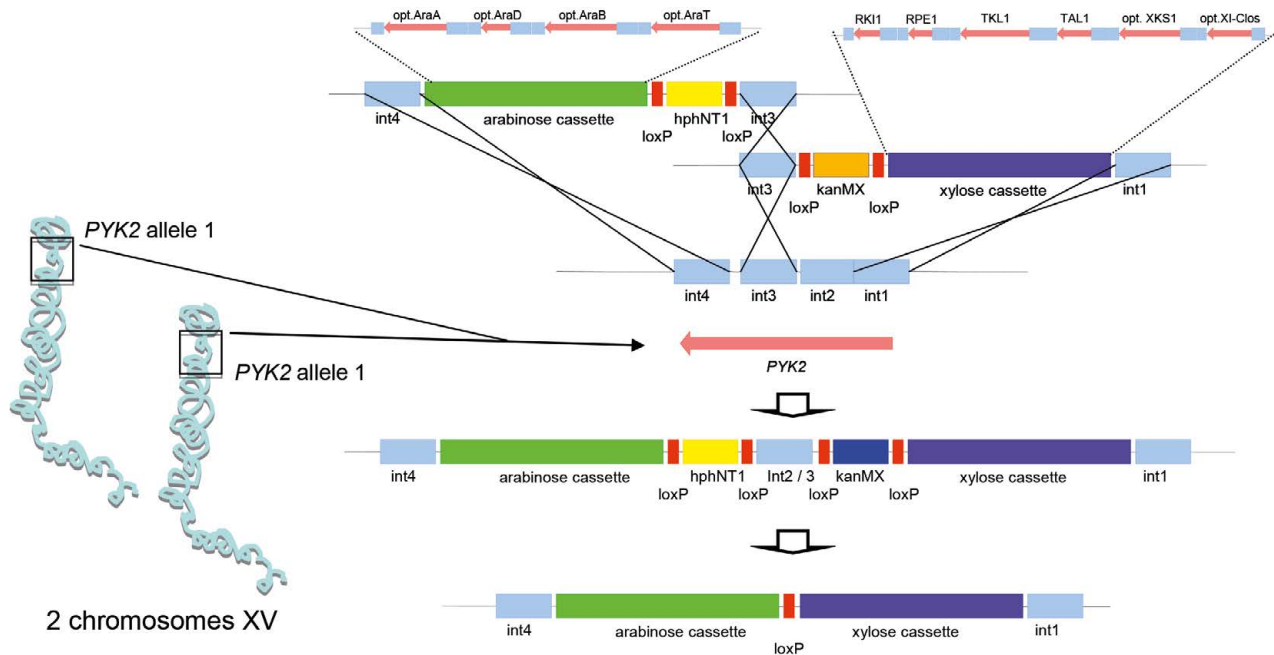 opt.AraA opt.AraD opt.AraB opt.AraT
RKI1 RPE1 TKL1 TAL1 opt. XKS1 opt.XI-Clos
int4 arabinose cassette hphNT1 int3
loxP loxP
int3 kanMX xylose cassette int1
loxP loxP
PYK2 allele 1
int4 int3 int2 int1
PYK2 allele 1
PYK2
int4 arabinose cassette hphNT1 Int2 / 3 kanMX xylose cassette int1
loxP loxP loxP loxP
2 chromosomes XV
int4 arabinose cassette xylose cassette int1
loxP